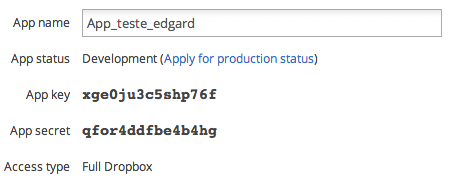 App name App_teste_edgard
App status Development (Apply for production status)
App key xge0ju3c5shp76f
App secret qfor4ddfbe4b4hg
Access type Full Dropbox